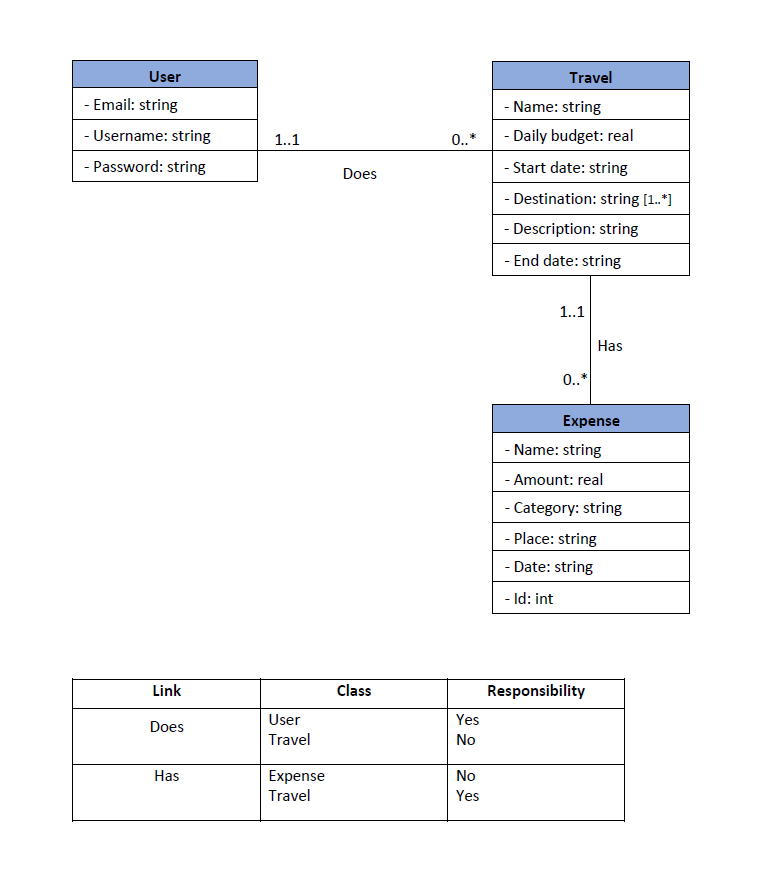 User
- Email: string
- Username: string
- Password: string
1..1
0..*
Does
Travel
- Name: string
- Daily budget: real
- Start date: string
- Destination: string [1..*]
- Description: string
- End date: string
1..1
Has
0..*
Expense
- Name: string
- Amount: real
- Category: string
- Place: string
- Date: string
- Id: int
Link Class Responsibility
Does
User Yes
Travel No
Has Expense No
Travel Yes